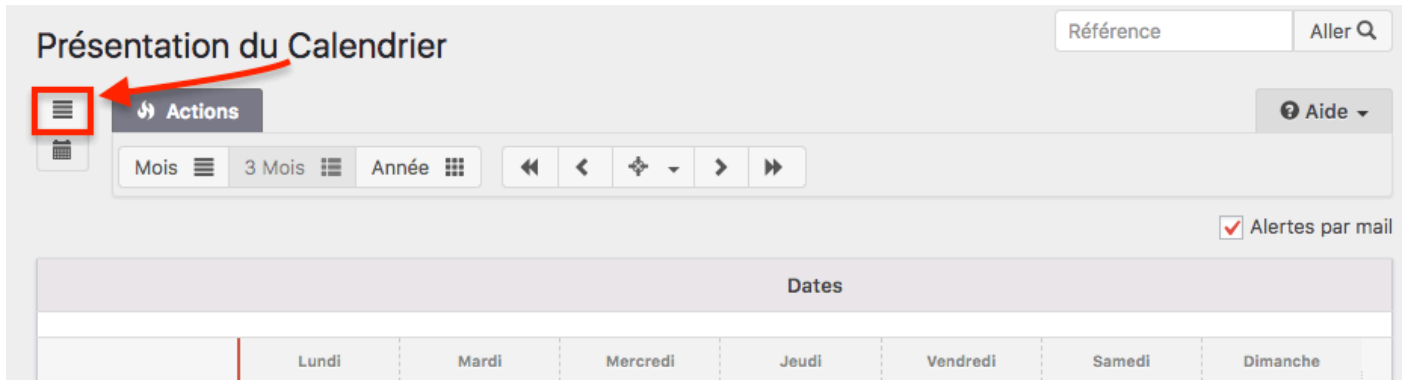 Présentation du Calendrier
Référence
Aller
Actions
Aide
Mois
3 Mois
Année
Alertes par mail
Dates
Lundi
Mardi
Mercredi
Jeudi
Vendredi
Samedi
Dimanche